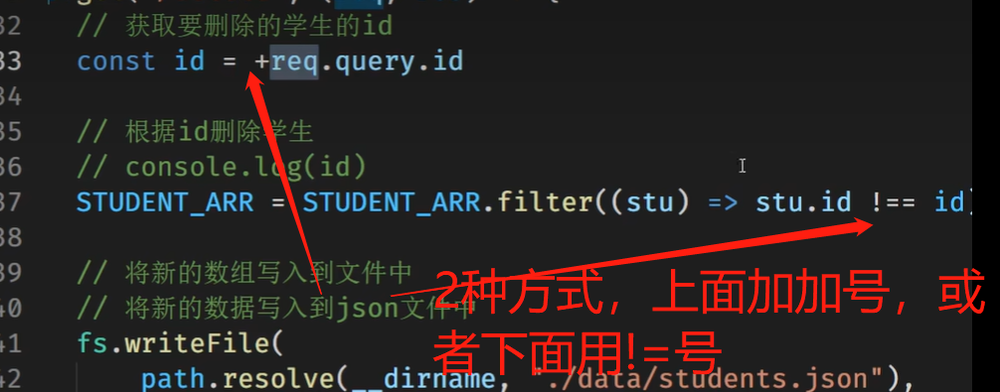 32 // 获取要删除的学生的id
33 const id = +req.query.id
34
35 // 根据id删除学生
36 // console.log(id)
37 STUDENT_ARR = STUDENT_ARR.filter((stu) => stu.id !== id)
38
39 // 将新的数组写入到文件中
40 // 将新的数据写入到json文件中
2种方式，上面加加号，或
者下面用!=号
41 fs.writeFile(
42 path.resolve(__dirname, "./data/students.json"),